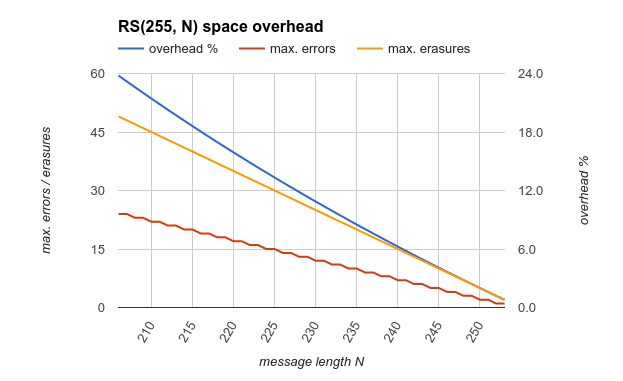 RS(255, N) space overhead
overhead % max. errors max. erasures
60 24.0
45 18.0
30 12.0
15 6.0
0 0.0
max. errors / erasures
overhead %
210 215 220 225 230 235 240 245 250
message length N